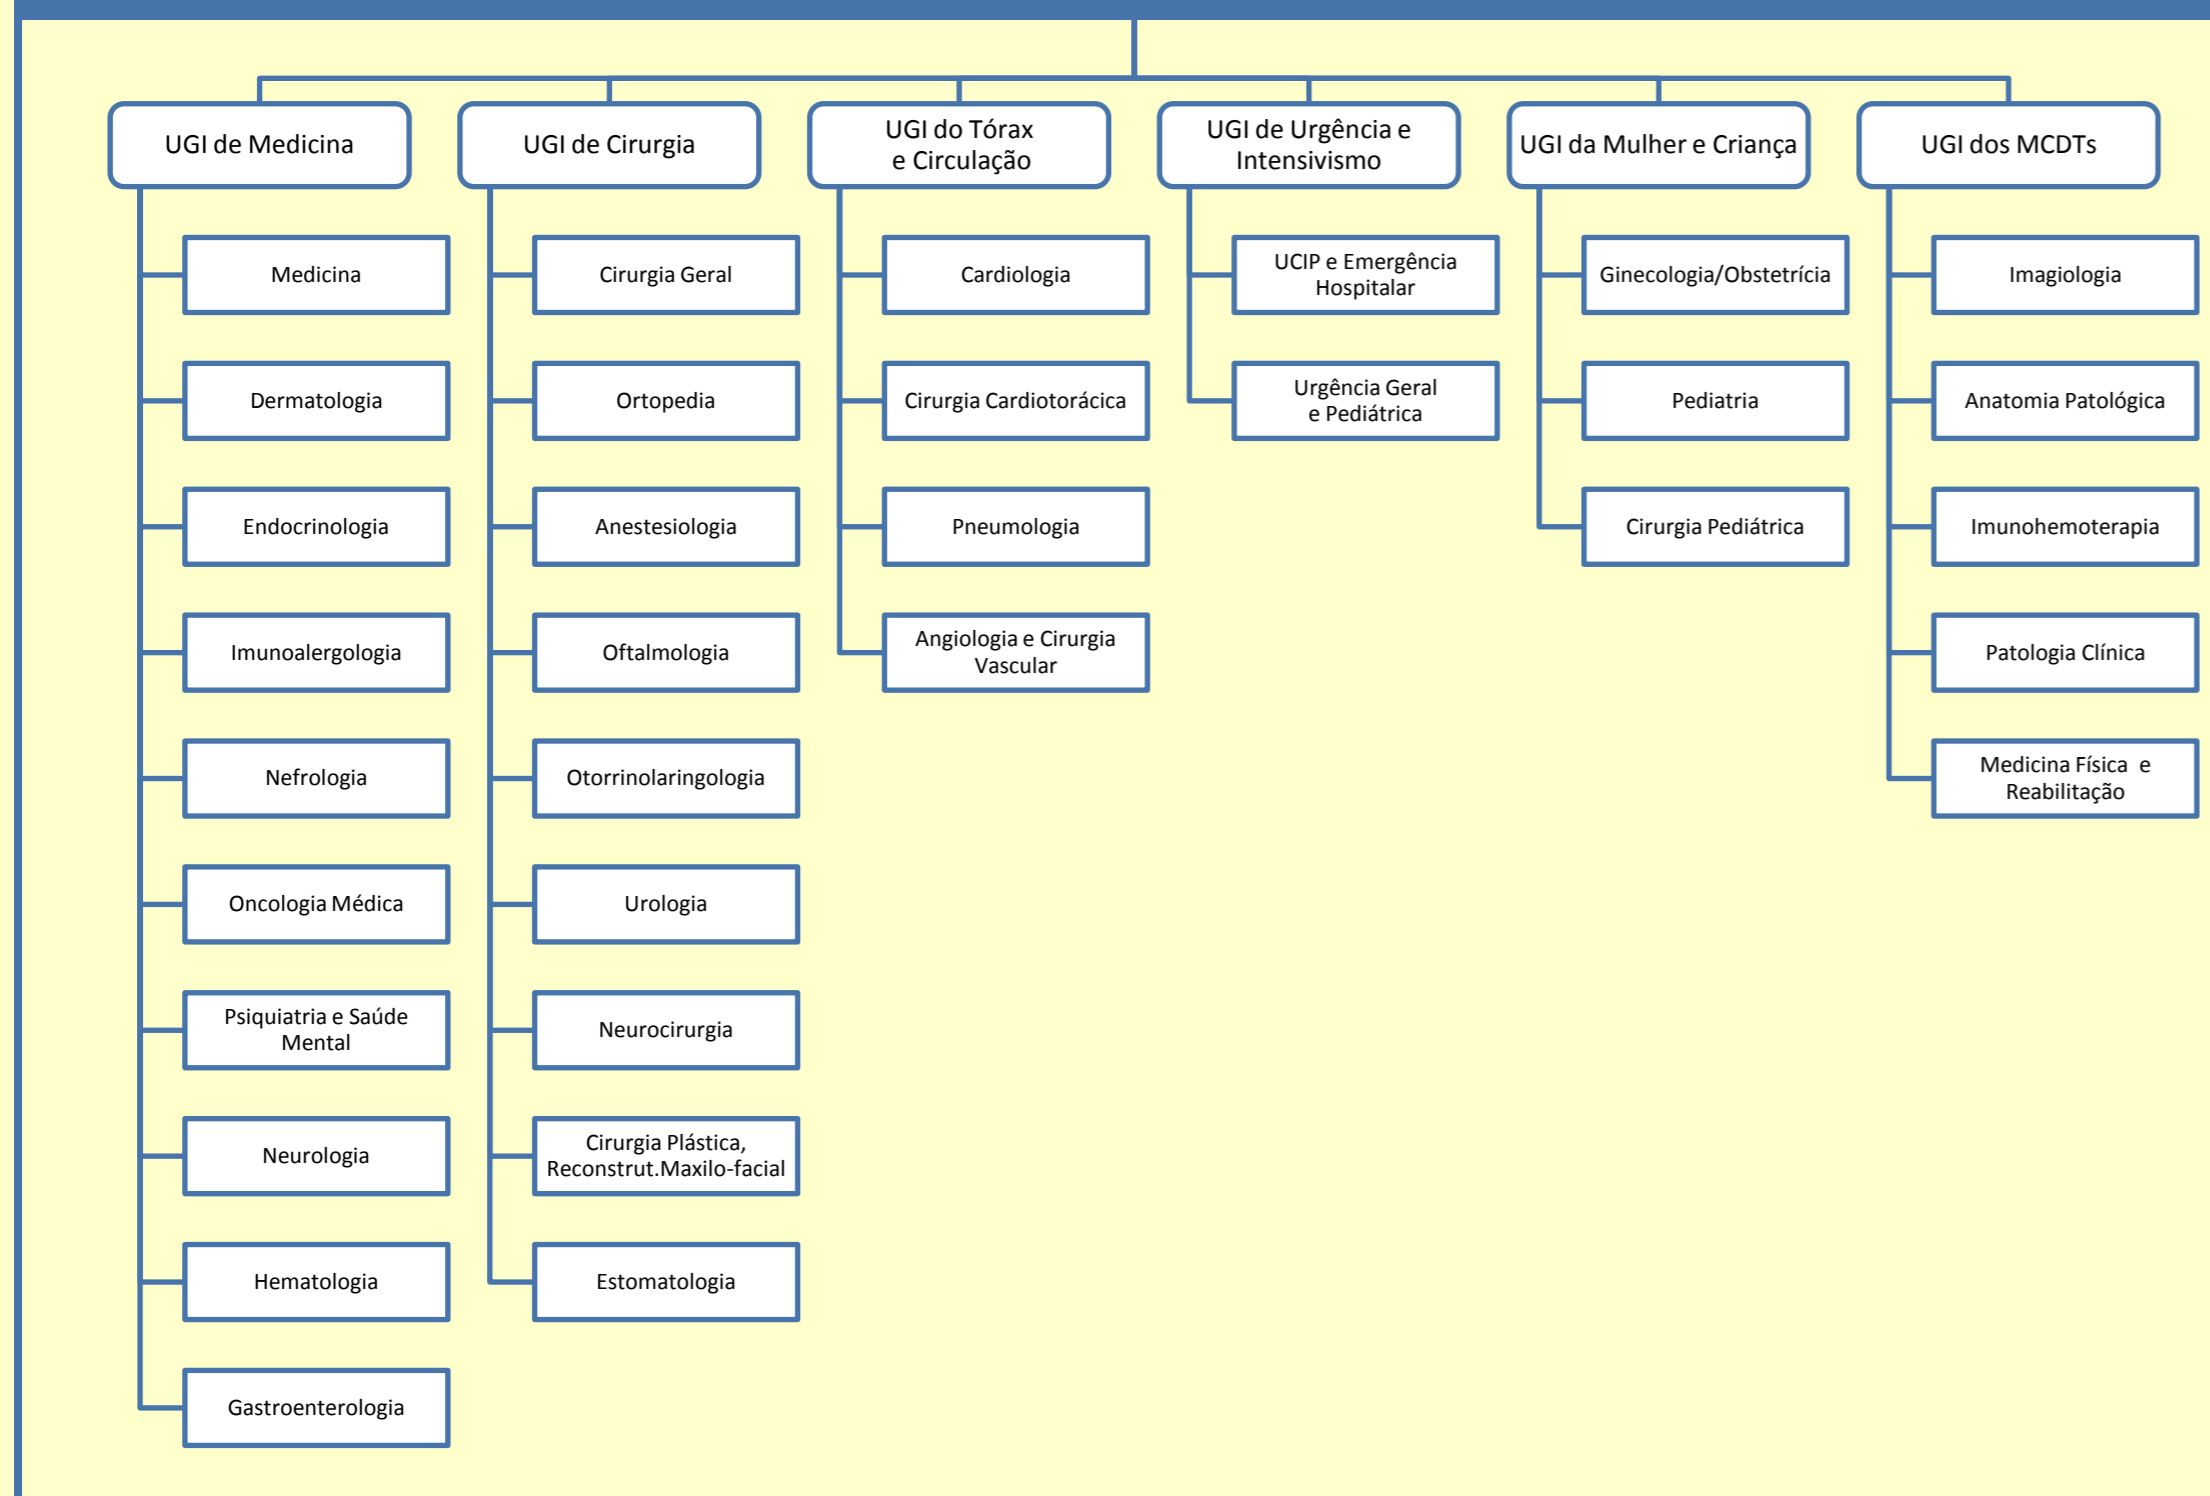 UGI de Medicina
Medicina
Dermatologia
Endocrinologia
Imunoalergologia
Nefrologia
Oncologia Médica
Psiquiatria e Saúde
Mental
Neurologia
Hematologia
Gastroenterologia
UGI de Cirurgia
Cirurgia Geral
Ortopedia
Anestesiologia
Oftalmologia
Otorrinolaringologia
Urologia
Neurocirurgia
Cirurgia Plástica,
Reconstrut.Maxilo-facial
Estomatologia
UGI do Tórax
e Circulação
Cardiologia
Cirurgia Cardiotorácica
Pneumologia
Angiologia e Cirurgia
Vascular
UGI de Urgência e
Intensivismo
UCIP e Emergência
Hospitalar
Urgência Geral
e Pediátrica
UGI da Mulher e Criança
Ginecologia/Obstetrícia
Pediatria
Cirurgia Pediátrica
UGI dos MCDTs
Imagiologia
Anatomia Patológica
Imunohemoterapia
Patologia Clínica
Medicina Física  e
Reabilitação